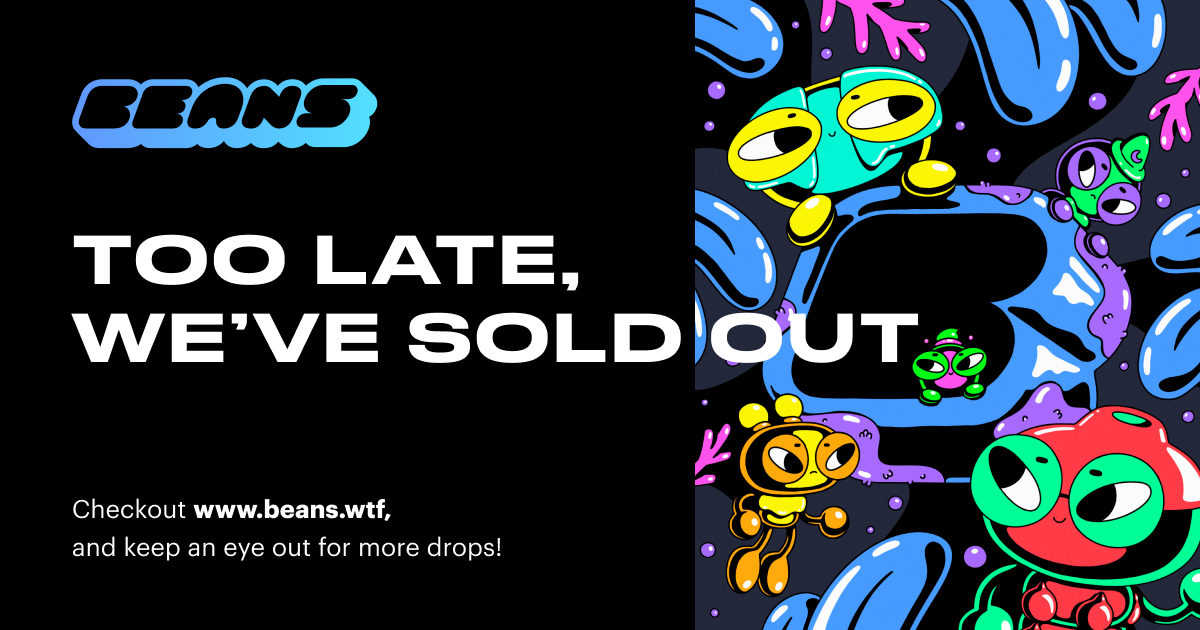 BEANS
TOO LATE,
WE’VE SOLD OUT
Checkout www.beans.wtf,
and keep an eye out for more drops!